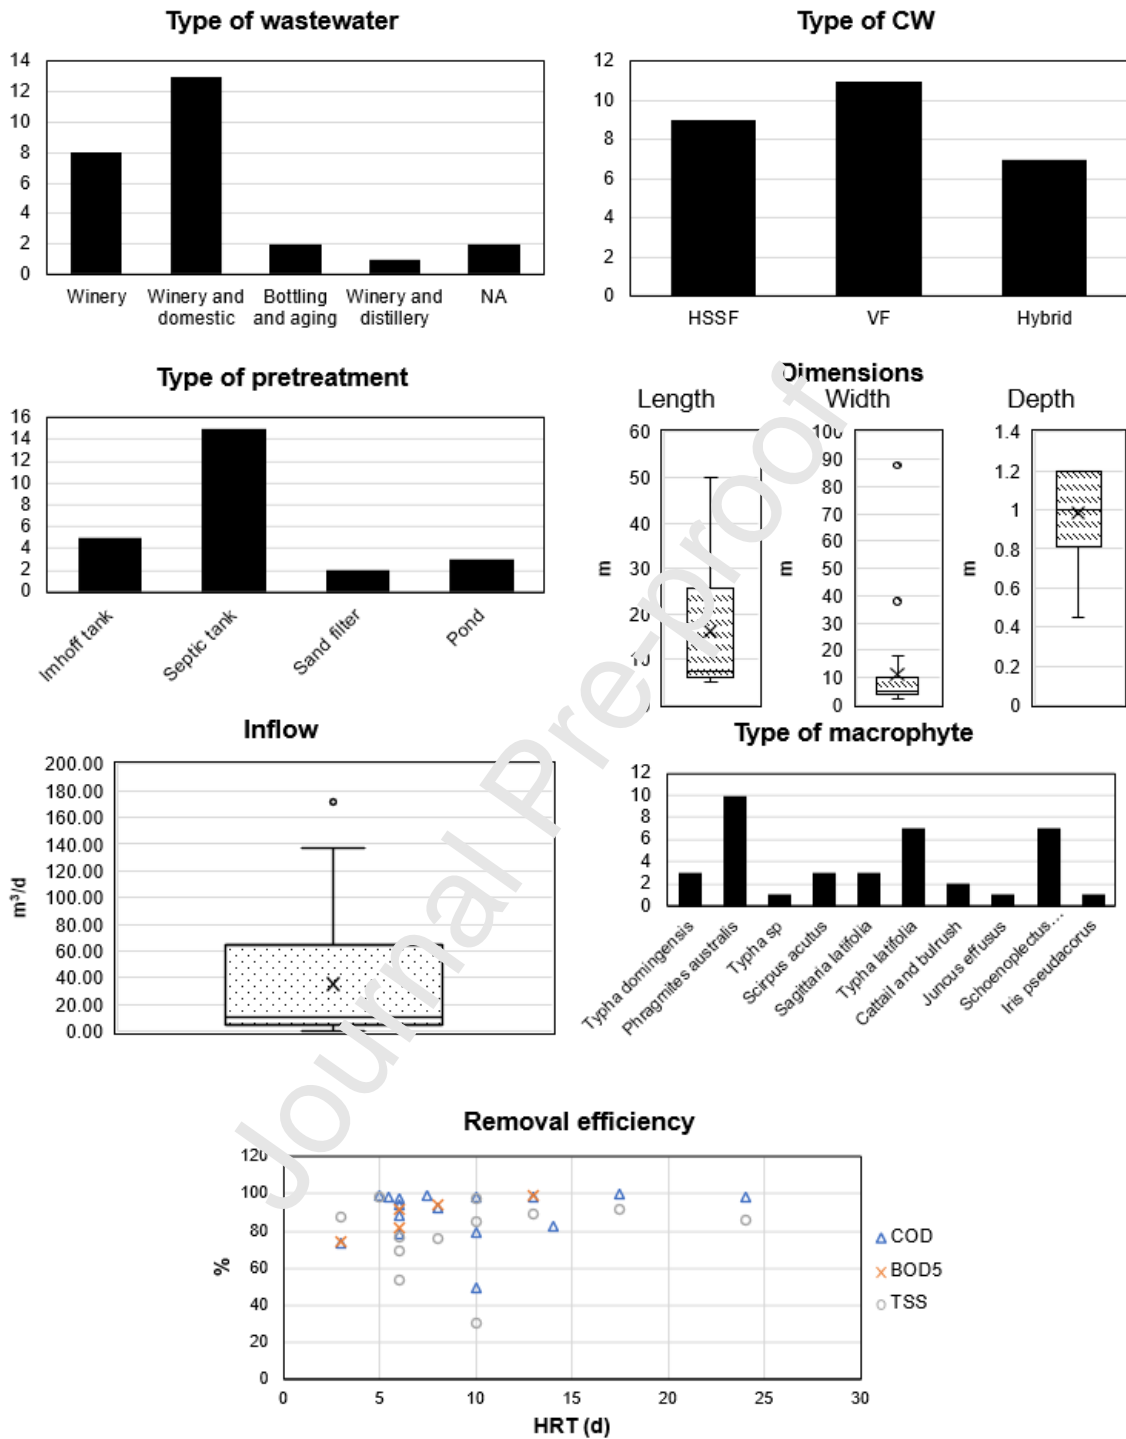 Type of wastewater
14
12
10
8
6
4
2
0
Winery
Winery and
domestic
Bottling
and aging
Winery and
distillery
NA
Type of CW
12
10
8
6
4
2
0
HSSF
VF
Hybrid
Type of pretreatment
16
14
12
10
8
6
4
2
0
Imhoff tank
Septic tank
Sand filter
Pond
Dimensions
Length
60
50
40
30
20
10
m
Width
100
90
80
70
60
50
40
30
20
10
0
m
Depth
1.4
1.2
1
0.8
0.6
0.4
0.2
0
m
Inflow
200.00
180.00
160.00
140.00
120.00
100.00
80.00
60.00
40.00
20.00
0.00
m³/d
Type of macrophyte
12
10
8
6
4
2
0
Typha domingensis
Phragmites australis
Typha sp
Scirpus acutus
Sagittaria latifolia
Typha latifolia
Cattail and bulrush
Juncus effusus
Schoenoplectus...
Iris pseudacorus
Removal efficiency
120
100
80
60
40
20
0
%
0
5
10
15
20
25
30
HRT (d)
COD
BOD5
TSS
Journal Pre-proof